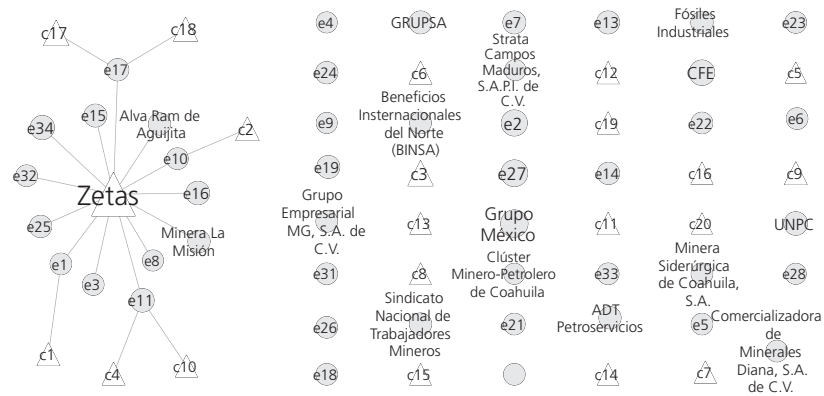 c17
c18
e17
e15
Alva Ram de
Aguijita
e34
c2
e10
e32
Zetas
e16
e25
Minera La
Misión
e1
e8
e3
e11
c1
c4
c10
e4
GRUPSA
e7
e13
Fósiles
Industriales
e23
e24
c6
Strata
Campos
Maduros,
S.A.P.I. de
C.V.
c12
CFE
c5
e9
Beneficios
Insternacionales
del Norte
(BINSA)
e2
c19
e22
e6
e19
c3
e27
e14
c16
c9
Grupo
Empresarial
MG, S.A. de
C.V.
c13
Grupo
México
c11
c20
UNPC
e31
c8
Clúster
Minero-Petrolero
de Coahuila
e33
Minera
Siderúrgica
de Coahuila,
S.A.
e28
e26
Sindicato
Nacional de
Trabajadores
Mineros
e21
ADT
Petroservicios
e5
Comercializadora
de
Minerales
Diana, S.A.
de C.V.
e18
c15
c14
c7